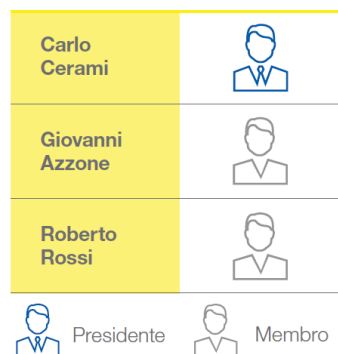 Carlo
Cerami
Giovanni
Azzone
Roberto
Rossi
Presidente
Membro